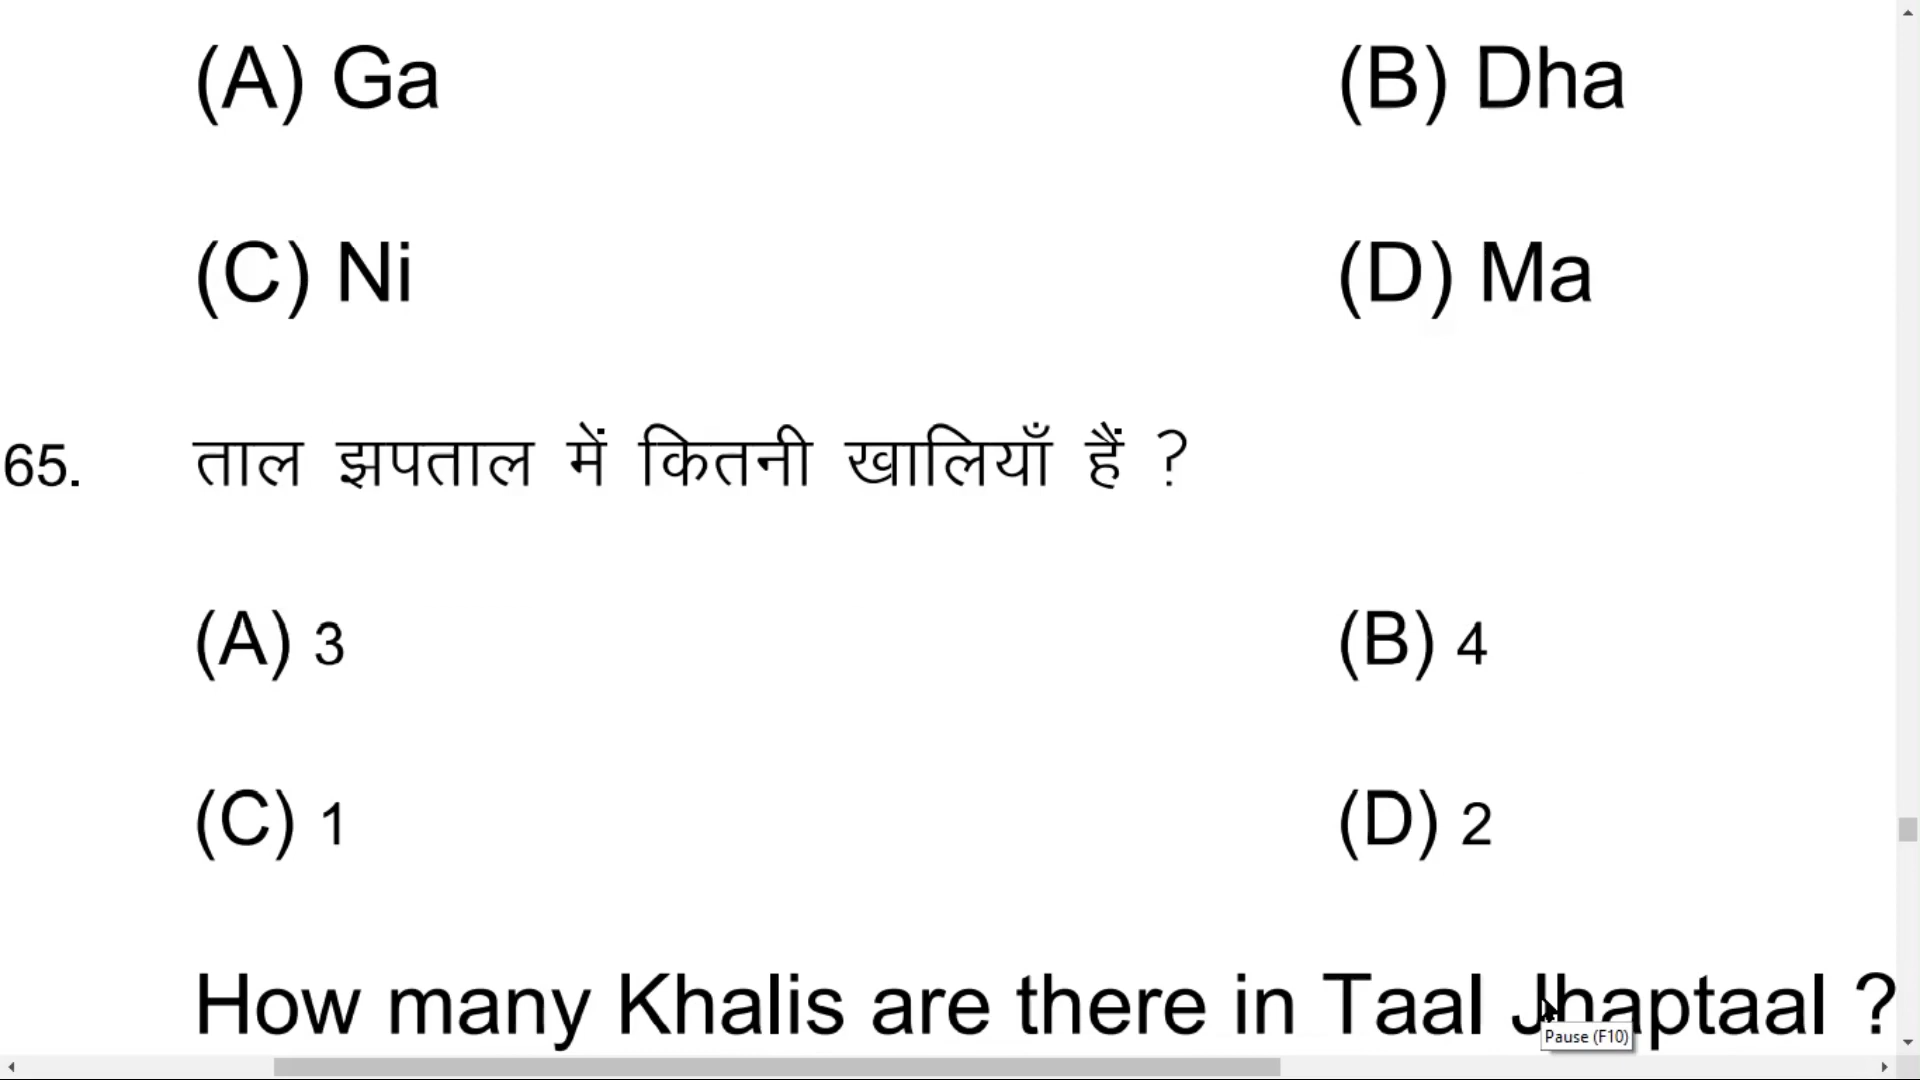 (A) Ga (B) Dha
(C) Ni (D) Ma
65. ताल झपताल में कितनी खालियाँ हैं ?
(A) 3 (B) 4
(C) 1 (D) 2
How many Khalis are there in Taal Jhaptaal ?
Pause (F10)